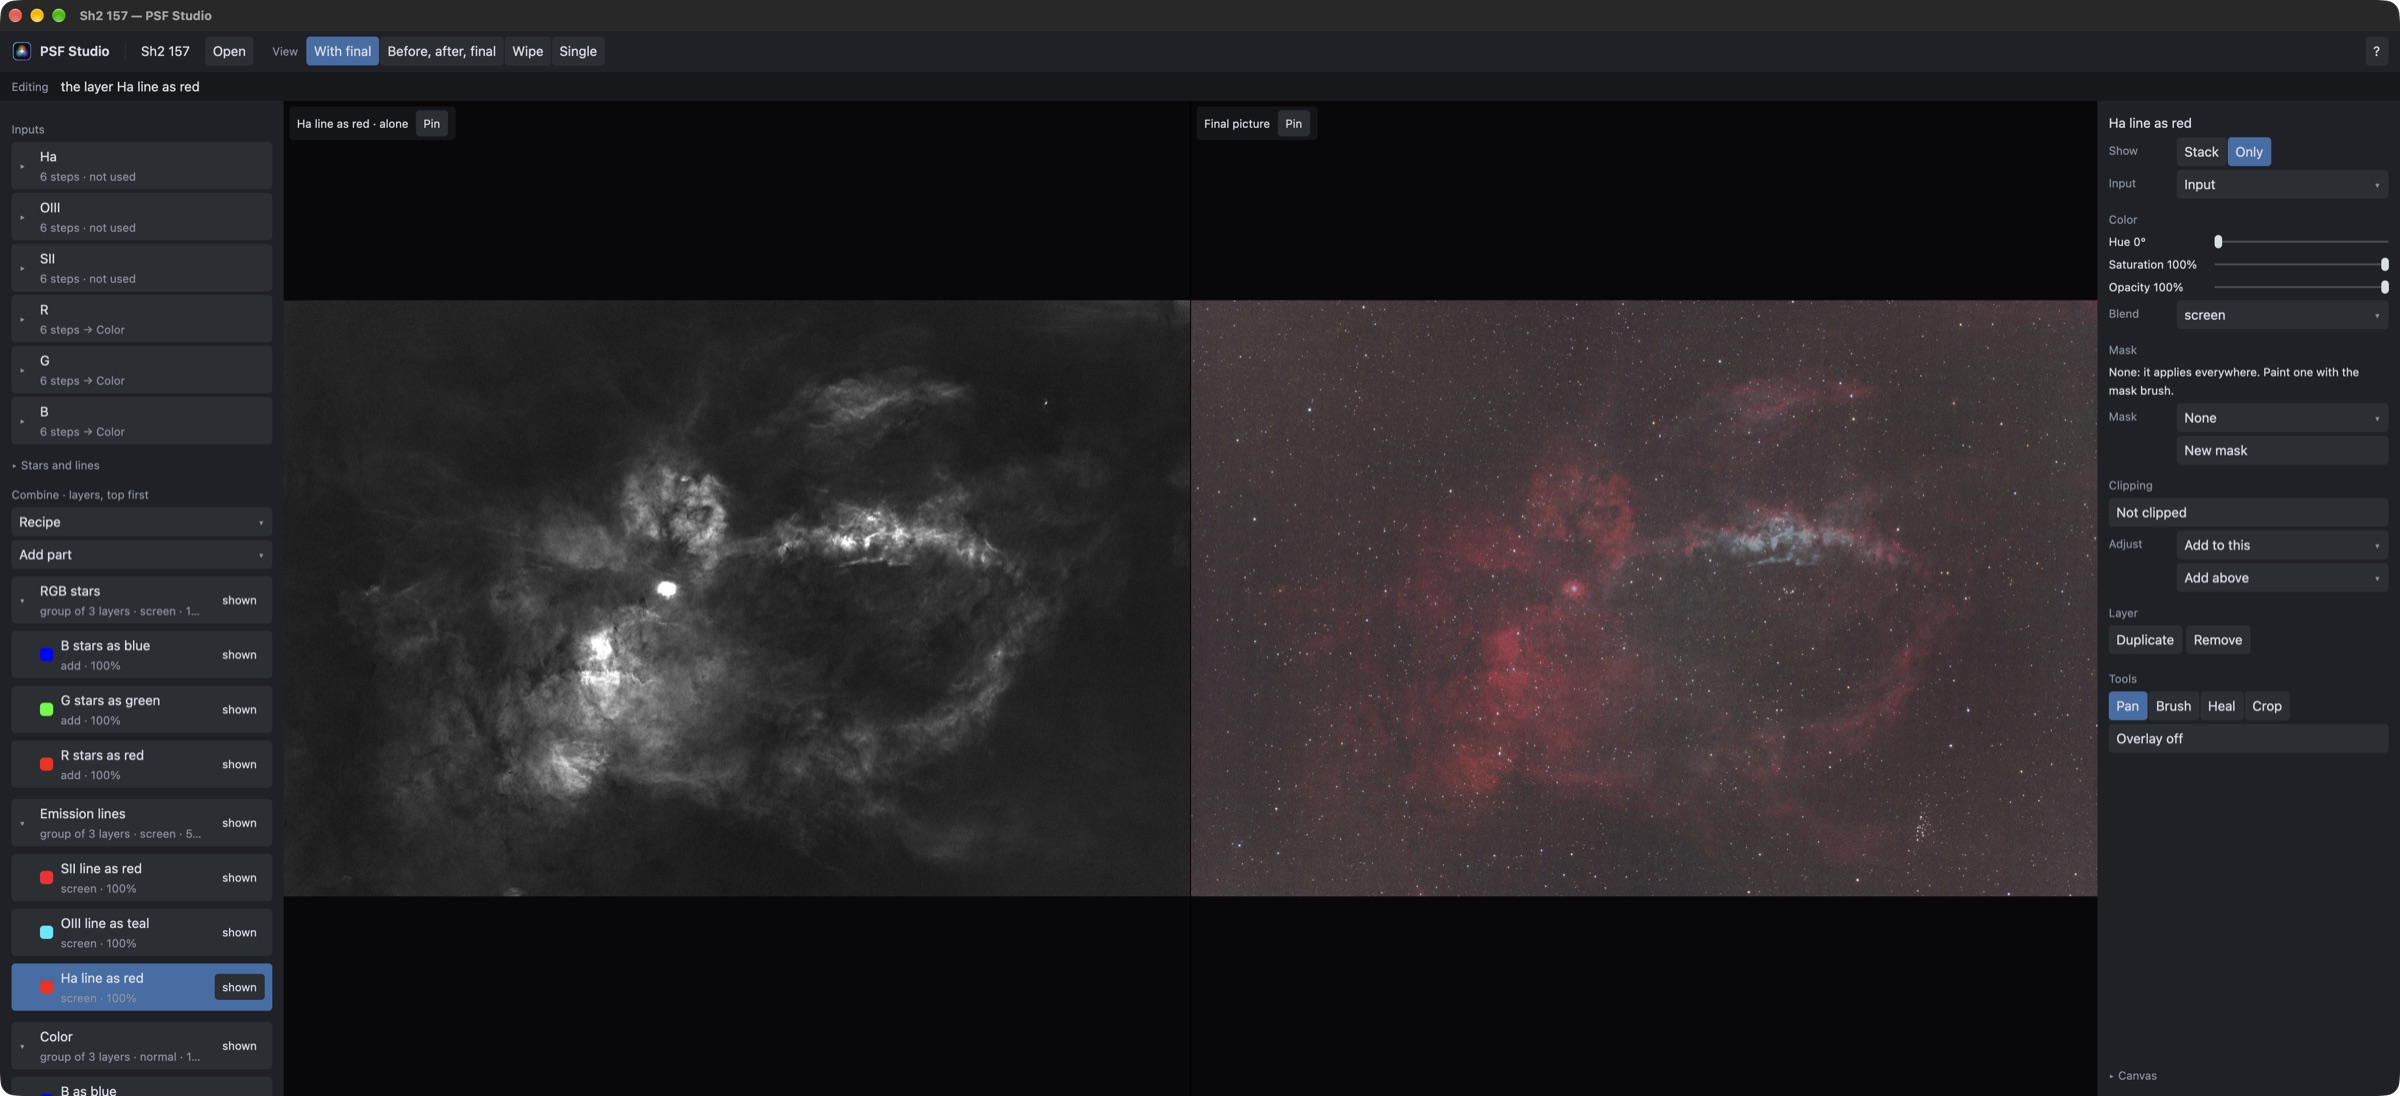 Sh2 157 — PSF Studio
PSF Studio
Sh2 157
Open
View
With final
Before, after, final
Wipe
Single
?
Editing
the layer Ha line as red
Inputs
Ha
6 steps · not used
OIII
6 steps · not used
SII
6 steps · not used
R
6 steps → Color
G
6 steps → Color
B
6 steps → Color
Stars and lines
Combine · layers, top first
Recipe
Add part
RGB stars
group of 3 layers · screen · 1...
shown
B stars as blue
add · 100%
shown
G stars as green
add · 100%
shown
R stars as red
add · 100%
shown
Emission lines
group of 3 layers · screen · 5...
shown
SII line as red
screen · 100%
shown
OIII line as teal
screen · 100%
shown
Ha line as red
screen · 100%
shown
Color
group of 3 layers · normal · 1...
shown
B as blue
Ha line as red · alone
Pin
Final picture
Pin
Ha line as red
Show
Stack
Only
Input
Input
Color
Hue 0°
Saturation 100%
Opacity 100%
Blend
screen
Mask
None: it applies everywhere. Paint one with the
mask brush.
Mask
None
New mask
Clipping
Not clipped
Adjust
Add to this
Add above
Layer
Duplicate
Remove
Tools
Pan
Brush
Heal
Crop
Overlay off
Canvas